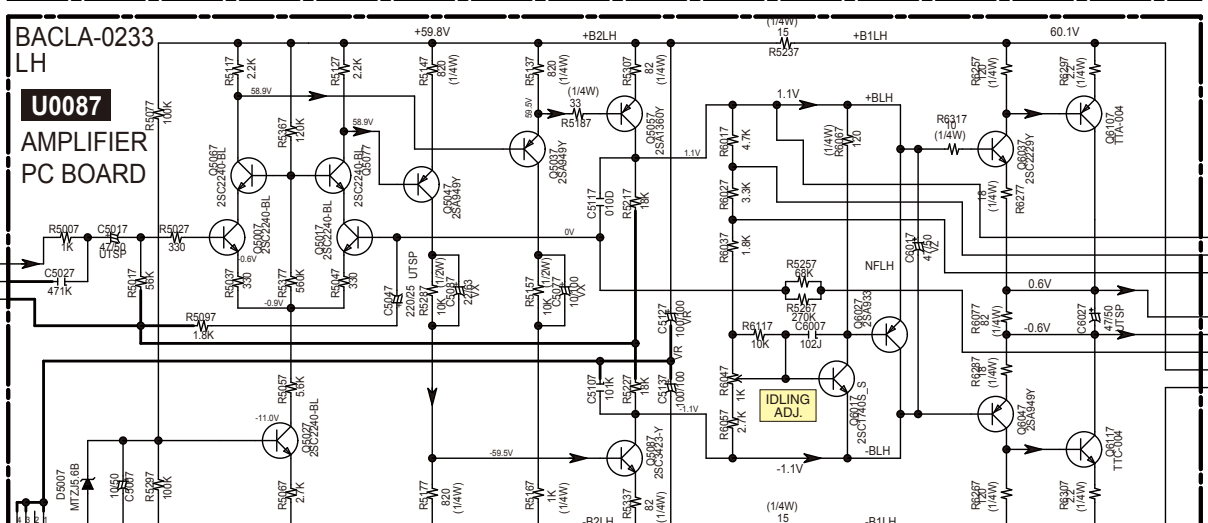 BACLA-0233
LH
U0087
AMPLIFIER
PC BOARD
+59.8V
+B2LH
(1/4W)
15
R5237
+B1LH
60.1V
R5077
100K
R5117
2.2K
R5367
120K
R5127
2.2K
R5147
820
(1/4W)
R5137
820
(1/4W)
R5207
82
(1/4W)
R6257
120
(1/4W)
R6297
2.2
(1/4W)
58.9V
58.9V
59.5V
(1/4W)
33
R5187
Q5057
2SA1360Y
1.1V
1.1V
+BLH
R6017
4.7K
(1/4W)
R6067
120
R6317
10
(1/4W)
Q6037
2SC2229Y
Q6107
TTA-004
Q5067
2SC2240-BL
2SC2240-BL
Q5077
Q5047
2SA949Y
Q5037
2SA949Y
C5117
010D
R5217
18K
R6027
3.3K
18
(1/4W)
R6277
R5007
1K
C5017
47/50
UTSP
R5027
330
Q5007
2SC2240-BL
Q5017
2SC2240-BL
0V
R6037
1.8K
C6017
47/50
VZ
C5027
471K
R5017
56K
-0.6V
R5037
330
R5377
560K
R5047
330
-0.9V
C5047
220/25
UTSP
R5287
10K
(1/2W)
C5087
22/63
VX
R5157
10K
(1/2W)
C5077
10/100
VX
R5257
68K
R5267
270K
NFLH
0.6V
R5097
1.8K
C5127
100/100
VR
R6117
10K
C6007
102J
Q6027
2SA933
R6077
82
(1/4W)
-0.6V
C6027
47/50
UTSP
R5057
5.6K
C5107
101K
R5227
18K
VR
C5137
100/100
R6047
1K
IDLING
ADJ.
Q6017
2SC1740S_S
R6287
18
(1/4W)
-11.0V
Q5027
2SC2240-BL
-1.1V
R6057
2.7K
Q6047
2SA949Y
Q6117
TTC-004
D5007
MTZJ5.6B
10/50
C5007
R5297
100K
R5067
2.7K
-59.5V
Q5087
2SC3423-Y
-1.1V
-BLH
R5177
820
(1/4W)
R5167
1K
(1/4W)
R5337
82
(1/4W)
R6267
120
(1/4W)
R6307
2.2
(1/4W)
4 3 2 1
-B2LH
(1/4W)
15
-B1LH